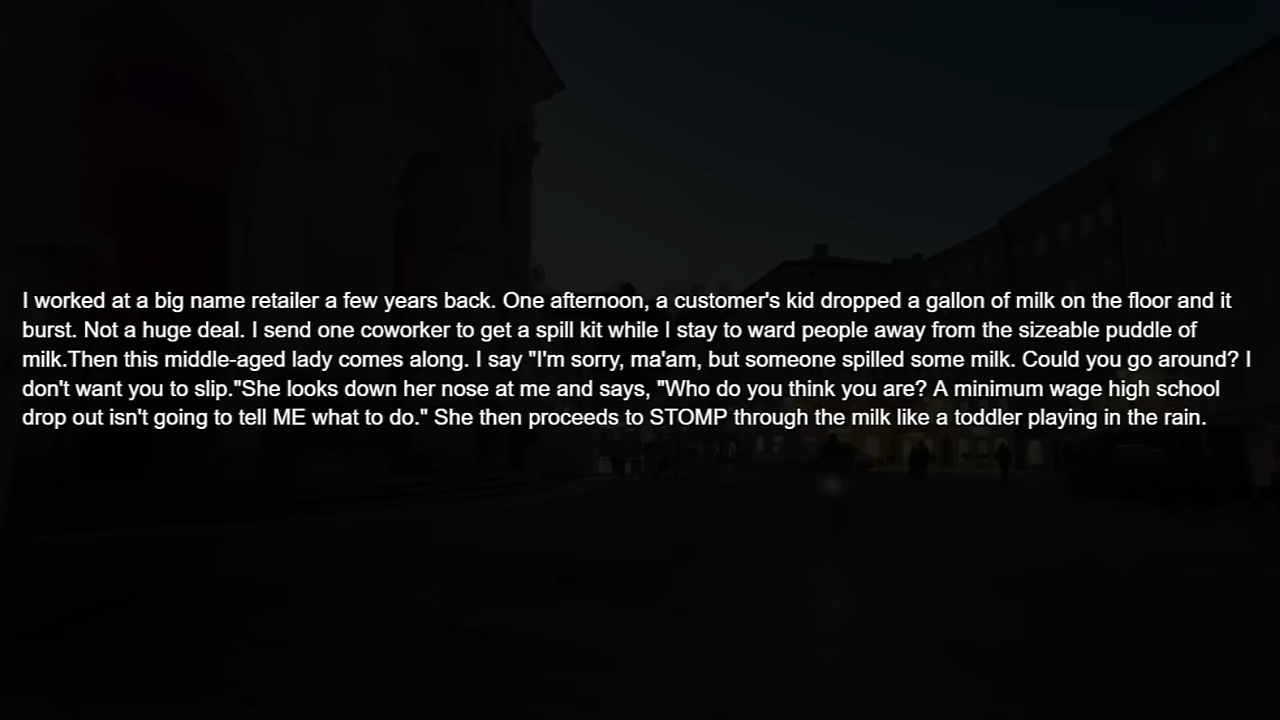 I worked at a big name retailer a few years back. One afternoon, a customer's kid dropped a gallon of milk on the floor and it
burst. Not a huge deal. I send one coworker to get a spill kit while I stay to ward people away from the sizeable puddle of
milk.Then this middle-aged lady comes along. I say "I'm sorry, ma'am, but someone spilled some milk. Could you go around? I
don't want you to slip."She looks down her nose at me and says, "Who do you think you are? A minimum wage high school
drop out isn't going to tell ME what to do." She then proceeds to STOMP through the milk like a toddler playing in the rain.